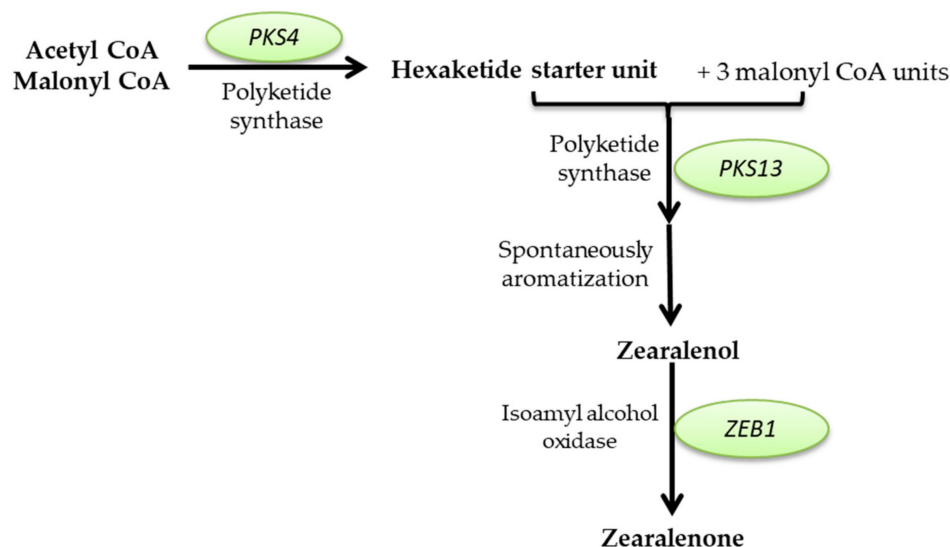 PKS4
Acetyl CoA
Malonyl CoA
Polyketide
synthase
Hexaketide starter unit
+ 3 malonyl CoA units
Polyketide
synthase
PKS13
Spontaneously
aromatization
Zearalenol
Isoamyl alcohol
oxidase
ZEB1
Zearalenone